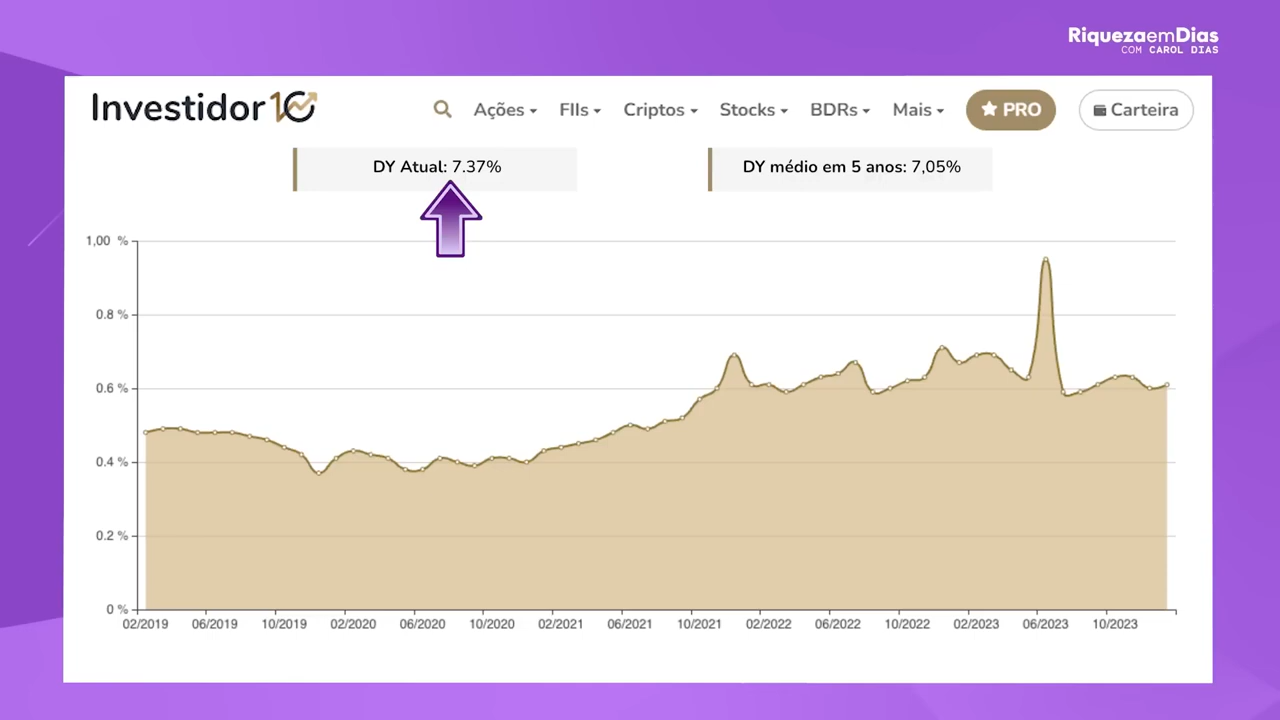 RiquezaemDias
COM CAROL DIAS
Investidor 10
Ações
FIIs
Criptos
Stocks
BDRs
Mais
PRO
Carteira
DY Atual: 7.37%
DY médio em 5 anos: 7,05%
1,00 %
0.8 %
0.6 %
0.4 %
0.2 %
0 %
02/2019 06/2019 10/2019 02/2020 06/2020 10/2020 02/2021 06/2021 10/2021 02/2022 06/2022 10/2022 02/2023 06/2023 10/2023